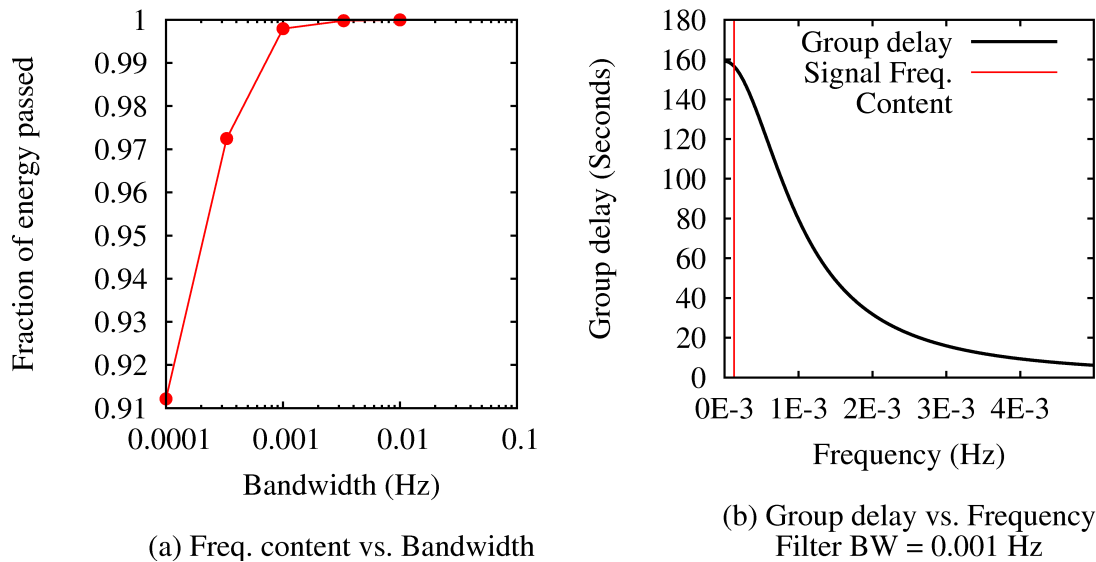 1
0.99
0.98
0.97
0.96
0.95
0.94
0.93
0.92
0.91
Fraction of energy passed
0.0001
0.001
0.01
0.1
Bandwidth (Hz)
(a) Freq. content vs. Bandwidth
180
160
140
120
100
80
60
40
20
0
Group delay (Seconds)
Group delay
Signal Freq.
Content
0E-3
1E-3
2E-3
3E-3
4E-3
Frequency (Hz)
(b) Group delay vs. Frequency
Filter BW = 0.001 Hz